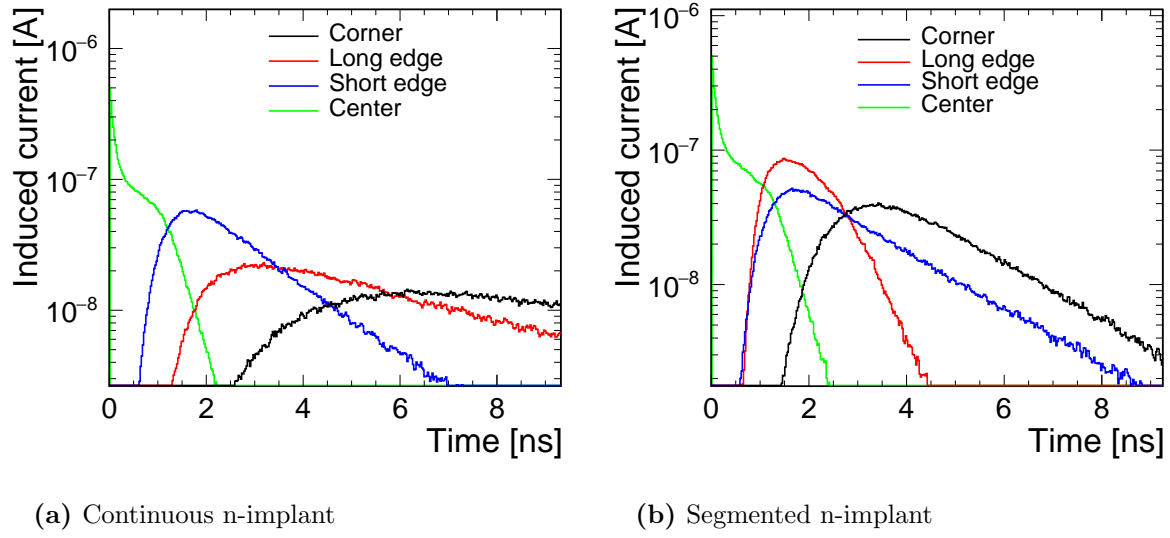 Induced current [A]
10⁻⁶
10⁻⁷
10⁻⁸
Corner
Long edge
Short edge
Center
0 2 4 6 8
Time [ns]
(a) Continuous n-implant
Induced current [A]
10⁻⁶
10⁻⁷
10⁻⁸
Corner
Long edge
Short edge
Center
0 2 4 6 8
Time [ns]
(b) Segmented n-implant